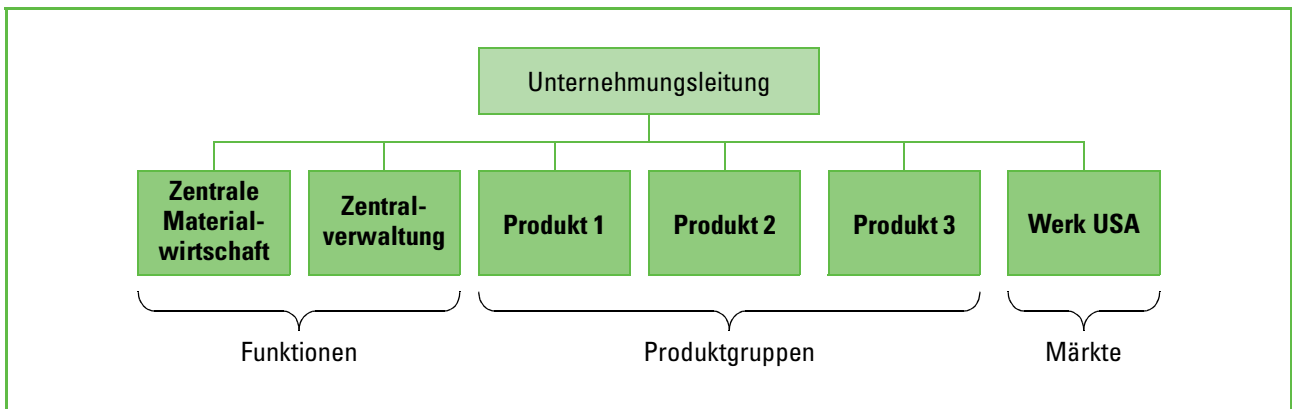 Unternehmungsleitung
Zentrale
Material-
wirtschaft
Zentral-
verwaltung
Produkt 1
Produkt 2
Produkt 3
Werk USA
Funktionen
Produktgruppen
Märkte